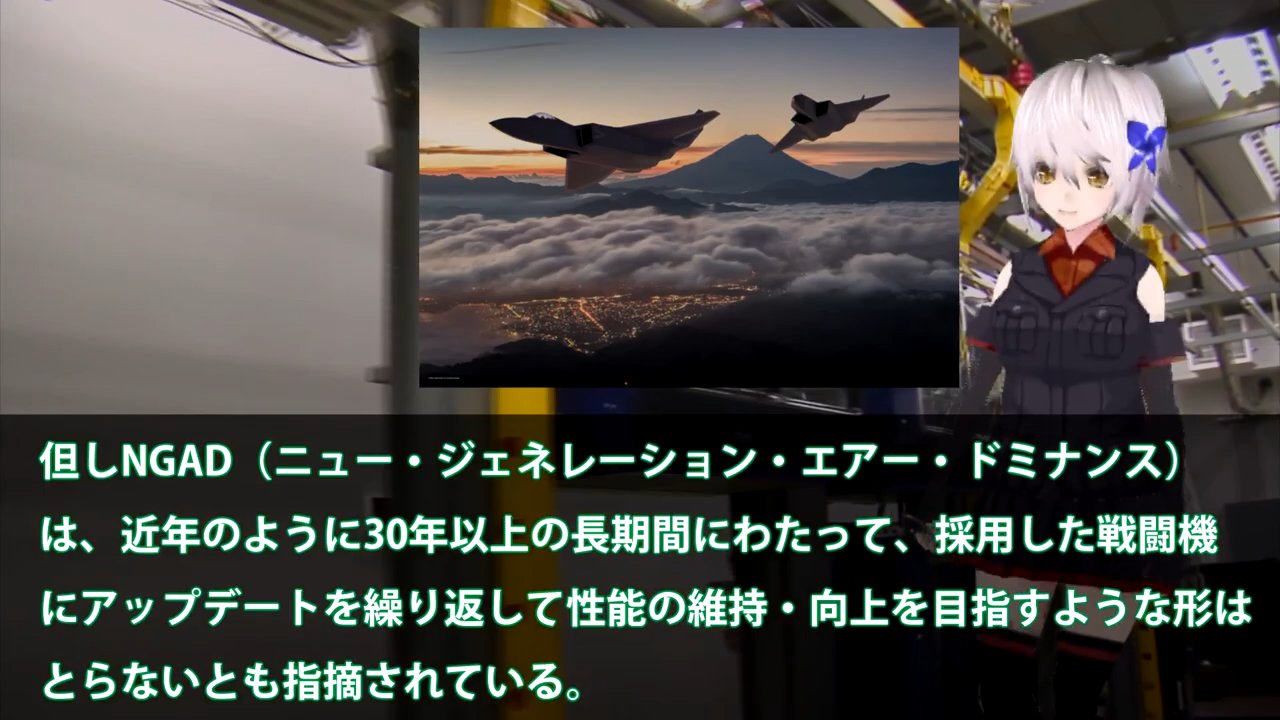 但しNGAD（ニュー・ジェネレーション・エアー・ドミナンス）
は、近年のように30年以上の長期間にわたって、採用した戦闘機
にアップデートを繰り返して性能の維持・向上を目指すような形は
とらないとも指摘されている。